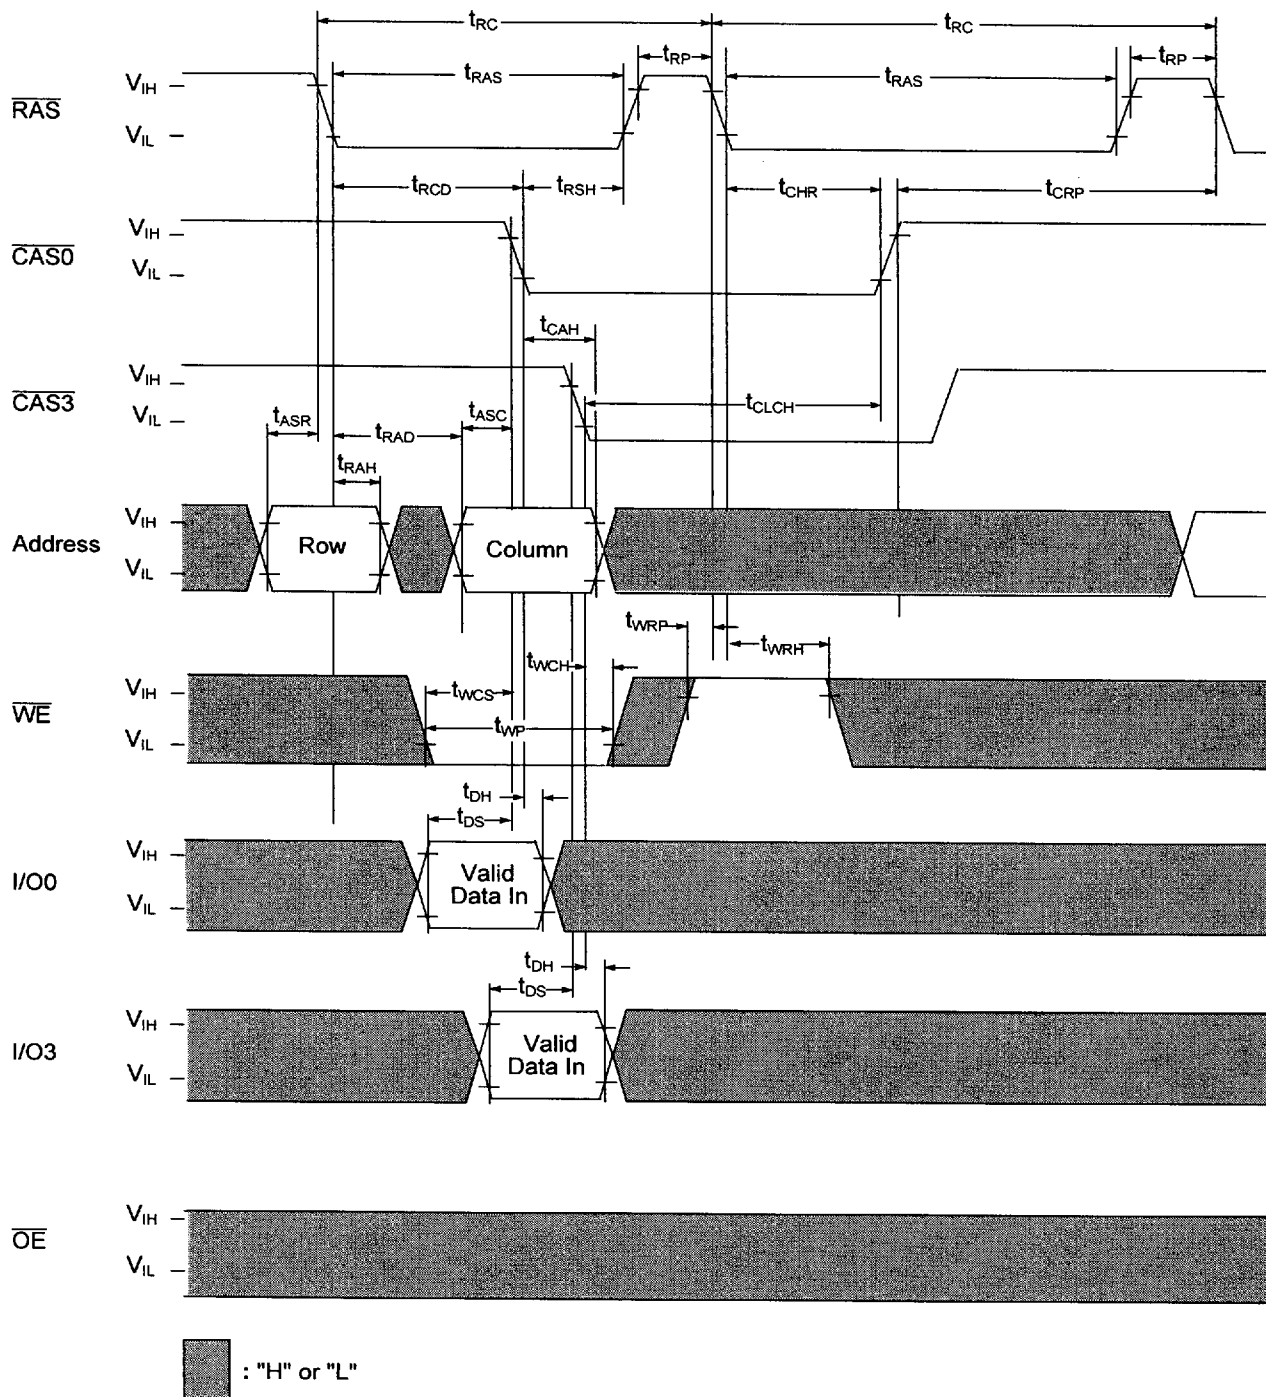 tRC tRC
tRP tRP
tRAS tRAS
RAS VIH
VIL
tRCD tRSH tCHR tCRP
CAS0 VIH
VIL
tCAH
CAS3 VIH
VIL
tCLCH
tASR tRAD tASC
tRAH
Address VIH
VIL
Row Column
tWRP tWRH
tWCH
WE VIH
VIL
tWCS
tWP
tDH
tDS
I/O0 VIH
VIL
Valid
Data In
tDH
tDS
I/O3 VIH
VIL
Valid
Data In
OE VIH
VIL
: "H" or "L"